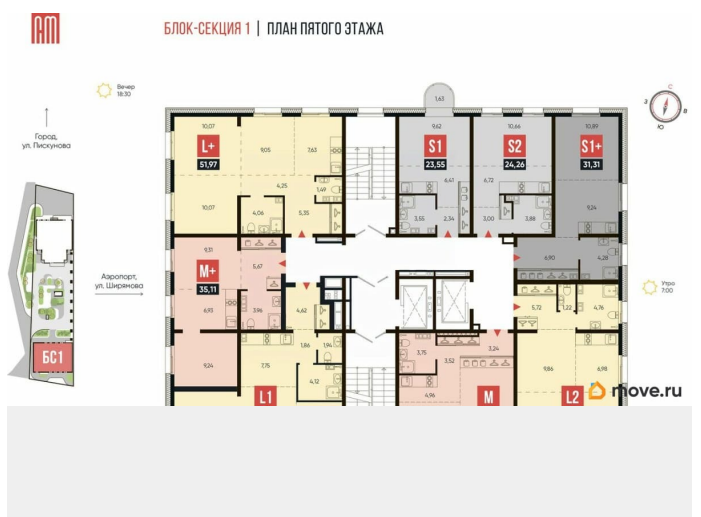 АМ
БЛОК-СЕКЦИЯ 1 | ПЛАН ПЯТОГО ЭТАЖА
Вечер
18:30
С
З
В
Ю
Город,
ул. Пискунова
Аэропорт,
ул. Ширямова
БС1
Утро
7:00
1,63
10,07
9,05
7,63
L+
51,97
10,07
4,25
1,49
4,06
5,35
9,62
S1
23,55
6,41
3,55
2,34
10,66
S2
24,26
6,72
3,00
3,88
10,89
S1+
31,31
9,24
6,90
4,28
9,31
M+
35,11
5,67
6,93
3,96
9,24
4,62
1,86
1,94
7,75
4,12
L1
3,75
3,52
3,24
4,96
M
5,72
1,22
4,76
9,86
6,98
L2
move.ru